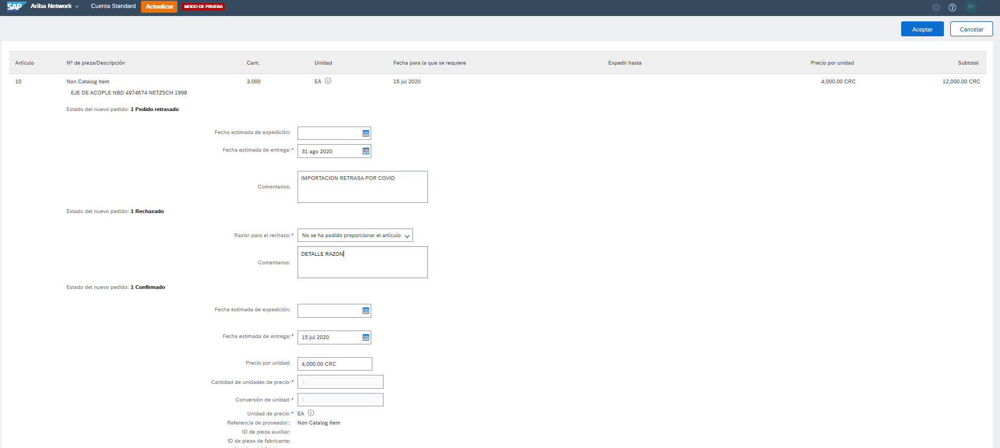 SAP Ariba Network Cuenta Standard Actualizar MODO DE PRUEBA IV
Aceptar Cancelar
Artículo Nº de pieza/Descripción Cant. Unidad Fecha para la que se requiere Expedir hasta Precio por unidad Subtotal
10 Non Catalog Item 3.000 EA 15 jul 2020 4,000.00 CRC 12,000.00 CRC
EJE DE ACOPLE NBD 4974674 NETZSCH 1998
Estado del nuevo pedido: 1 Pedido retrasado
Fecha estimada de expedición:
Fecha estimada de entrega:* 31 ago 2020
IMPORTACION RETRASA POR COVID
Comentarios:
Estado del nuevo pedido: 1 Rechazado
Razón para el rechazo:* No se ha podido proporcionar el artículo
DETALLE RAZON
Comentarios:
Estado del nuevo pedido: 1 Confirmado
Fecha estimada de expedición:
Fecha estimada de entrega:* 15 jul 2020
Precio por unidad: 4,000.00 CRC
Cantidad de unidades de precio:* 1
Conversión de unidad:* 1
Unidad de precio:* EA
Referencia de proveedor:: Non Catalog Item
ID de pieza auxiliar:
ID de pieza de fabricante: